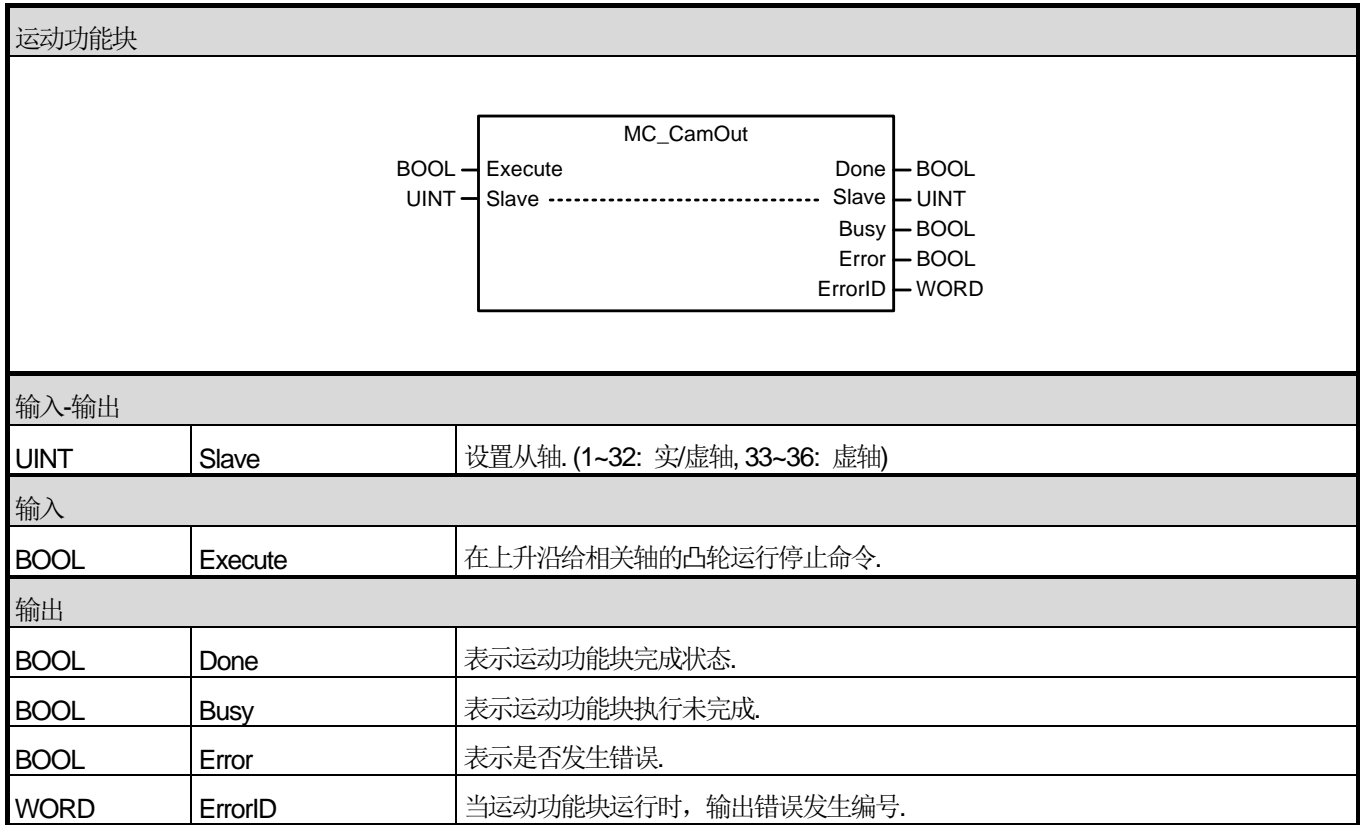 运动功能块
MC_CamOut
BOOL Execute Done BOOL
UINT Slave Slave UINT
Busy BOOL
Error BOOL
ErrorID WORD
输入-输出
UINT Slave 设置从轴. (1~32: 实/虚轴, 33~36: 虚轴)
输入
BOOL Execute 在上升沿给相关轴的凸轮运行停止命令.
输出
BOOL Done 表示运动功能块完成状态.
BOOL Busy 表示运动功能块执行未完成.
BOOL Error 表示是否发生错误.
WORD ErrorID 当运动功能块运行时，输出错误发生编号.